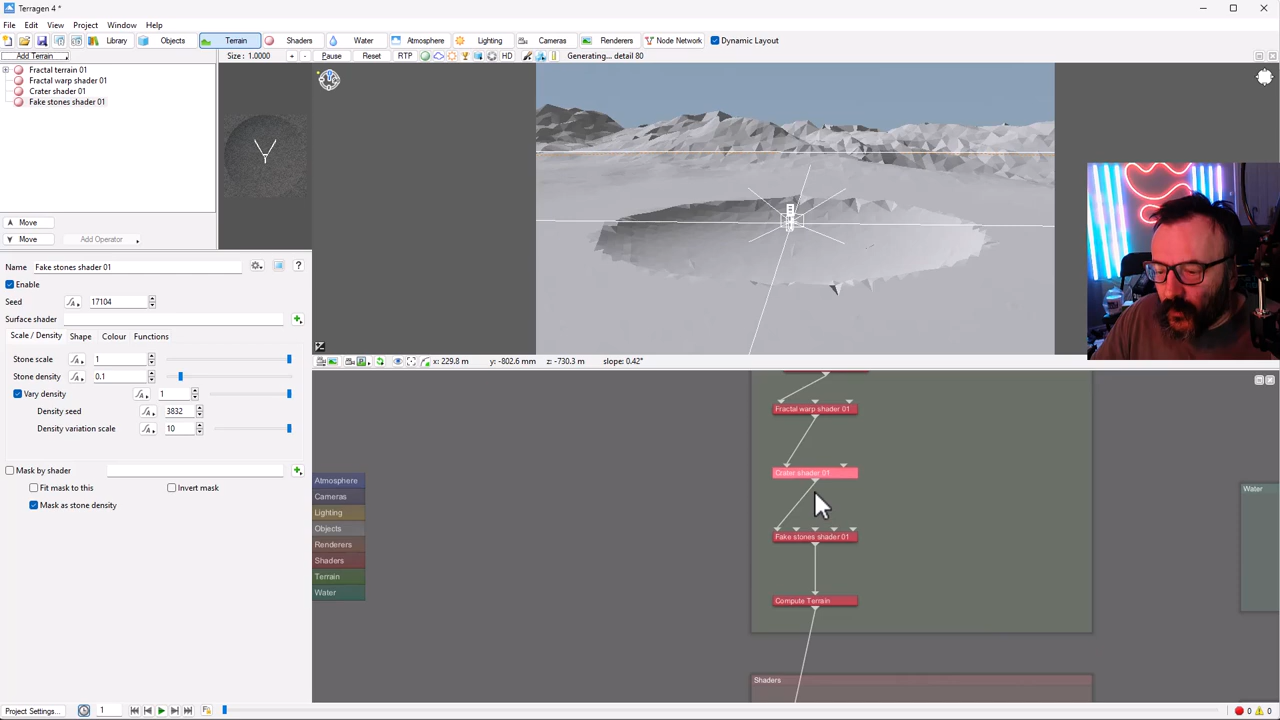 Terragen 4 *
File Edit View Project Window Help
Library Objects Terrain Shaders Water Atmosphere Lighting Cameras Renderers Node Network Dynamic Layout
Add Terrain Size : 1.0000 + - Pause Reset RTP HD Generating... detail 80
Fractal terrain 01
Fractal warp shader 01
Crater shader 01
Fake stones shader 01
Move
Move Add Operator
Name Fake stones shader 01 ?
Enable
Seed 17104
Surface shader
Scale / Density Shape Colour Functions
Stone scale 1
Stone density 0.1
Vary density 1
Density seed 3832
Density variation scale 10
Mask by shader
Fit mask to this Invert mask
Mask as stone density
x: 229.8 m y: -802.6 mm z: -730.3 m slope: 0.42°
Fractal warp shader 01
Crater shader 01
Fake stones shader 01
Compute Terrain
Shaders
Water
Atmosphere
Cameras
Lighting
Objects
Renderers
Shaders
Terrain
Water
Project Settings... 1 0 0